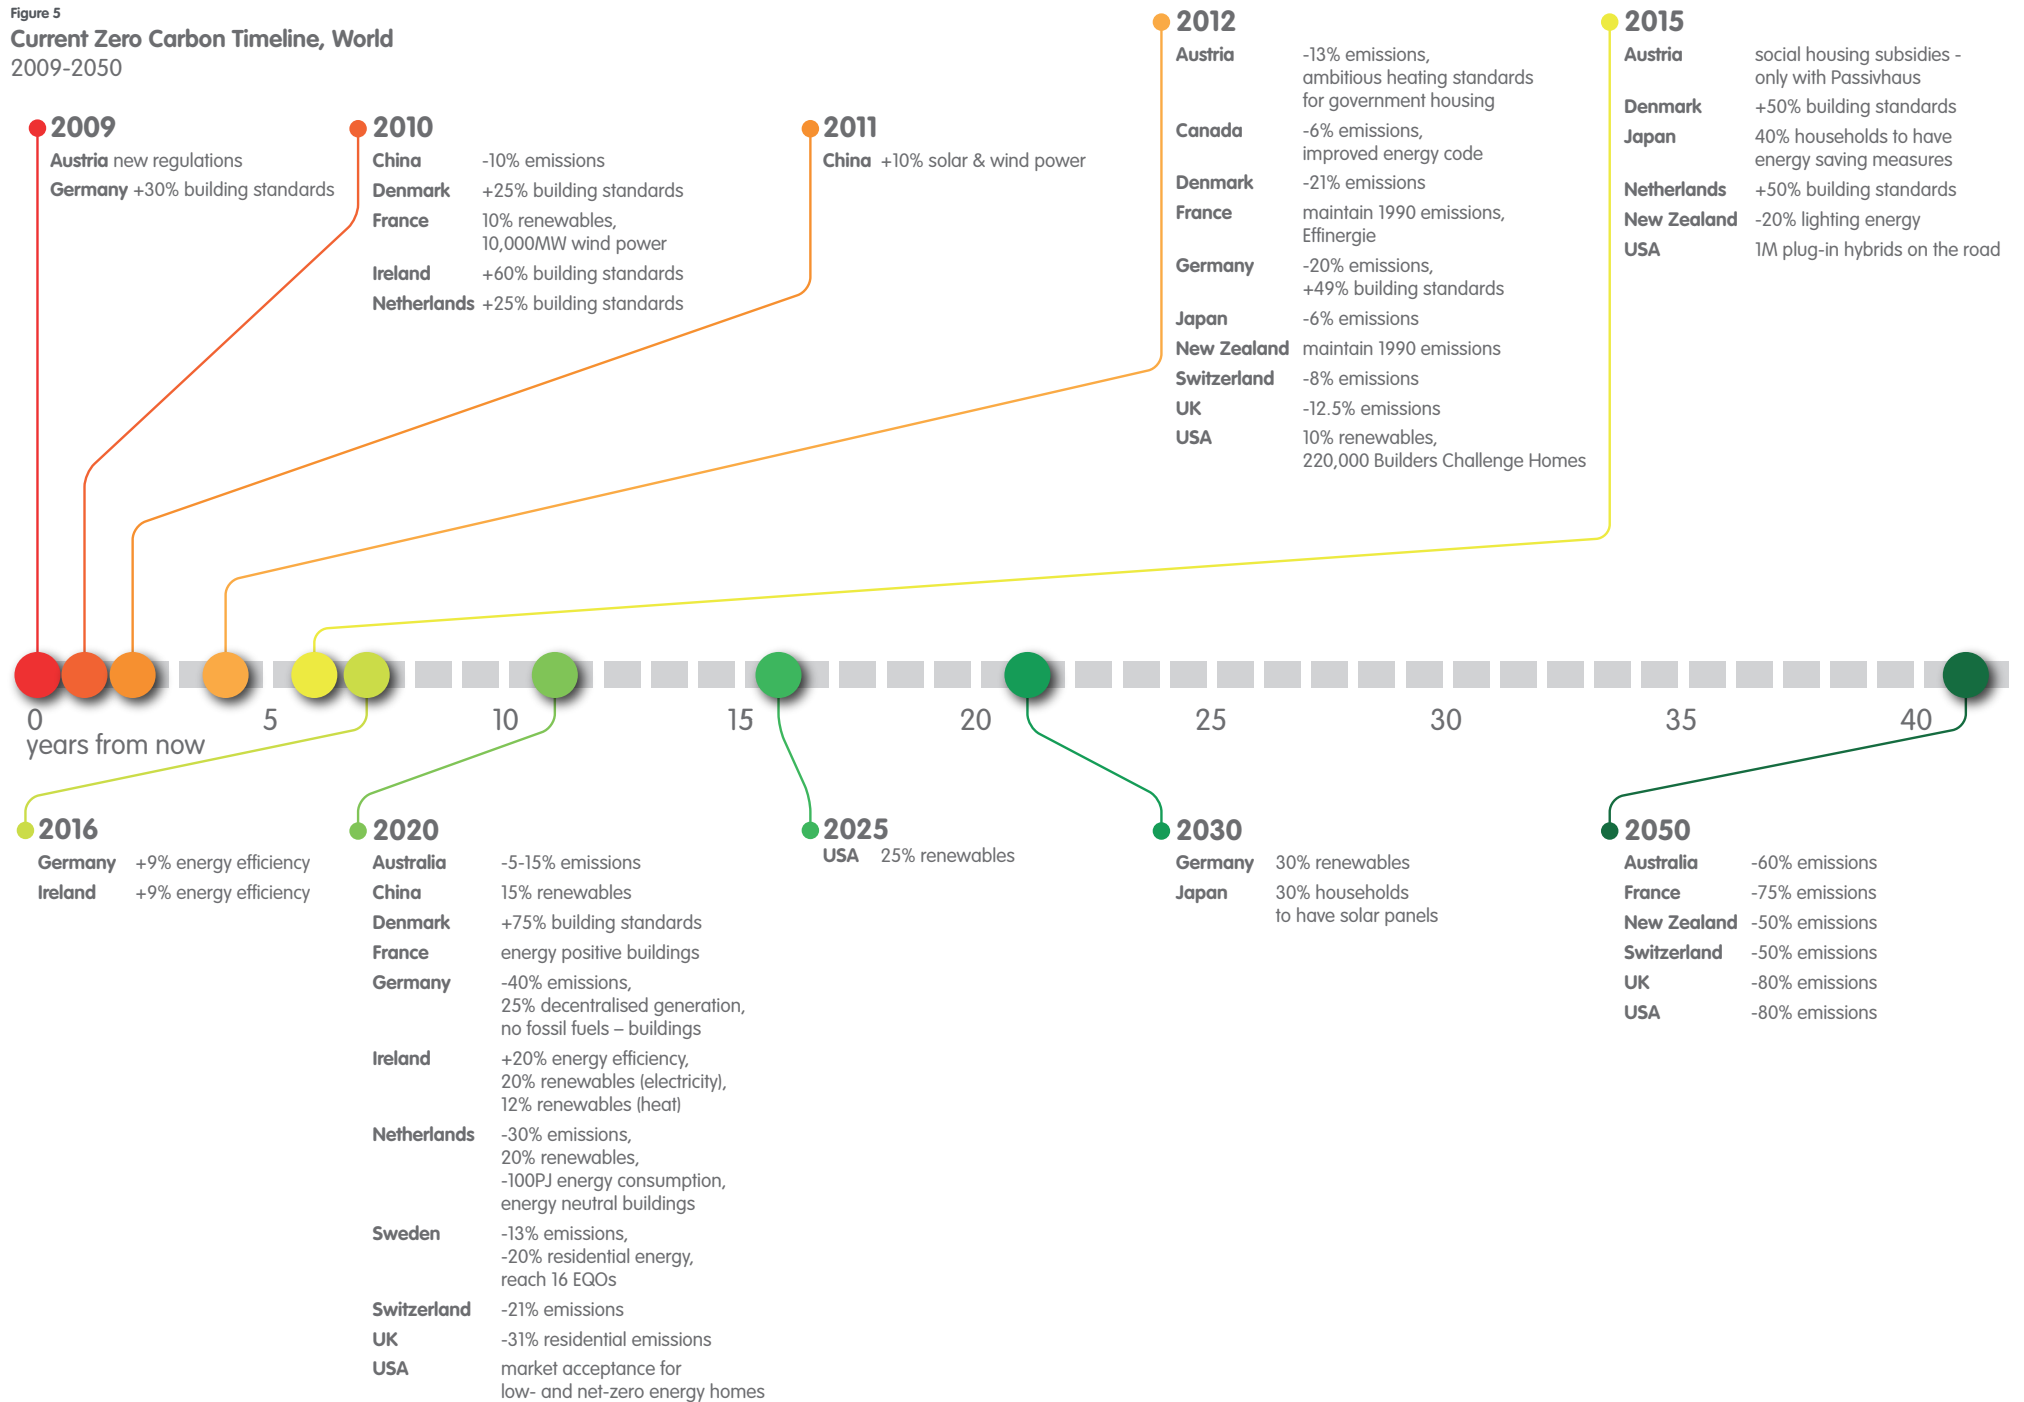 Figure 5
Current Zero Carbon Timeline, World
2009-2050
2009
Austria new regulations
Germany +30% building standards
2010
China -10% emissions
Denmark +25% building standards
France 10% renewables,
10,000MW wind power
Ireland +60% building standards
Netherlands +25% building standards
2011
China +10% solar & wind power
2012
Austria -13% emissions,
ambitious heating standards
for government housing
Canada -6% emissions,
improved energy code
Denmark -21% emissions
France maintain 1990 emissions,
Effinergie
Germany -20% emissions,
+49% building standards
Japan -6% emissions
New Zealand maintain 1990 emissions
Switzerland -8% emissions
UK -12.5% emissions
USA 10% renewables,
220,000 Builders Challenge Homes
2015
Austria social housing subsidies -
only with Passivhaus
Denmark +50% building standards
Japan 40% households to have
energy saving measures
Netherlands +50% building standards
New Zealand -20% lighting energy
USA 1M plug-in hybrids on the road
0 5 10 15 20 25 30 35 40
years from now
2016
Germany +9% energy efficiency
Ireland +9% energy efficiency
2020
Australia -5-15% emissions
China 15% renewables
Denmark +75% building standards
France energy positive buildings
Germany -40% emissions,
25% decentralised generation,
no fossil fuels – buildings
Ireland +20% energy efficiency,
20% renewables (electricity),
12% renewables (heat)
Netherlands -30% emissions,
20% renewables,
-100PJ energy consumption,
energy neutral buildings
Sweden -13% emissions,
-20% residential energy,
reach 16 EQOs
Switzerland -21% emissions
UK -31% residential emissions
USA market acceptance for
low- and net-zero energy homes
2025
USA 25% renewables
2030
Germany 30% renewables
Japan 30% households
to have solar panels
2050
Australia -60% emissions
France -75% emissions
New Zealand -50% emissions
Switzerland -50% emissions
UK -80% emissions
USA -80% emissions